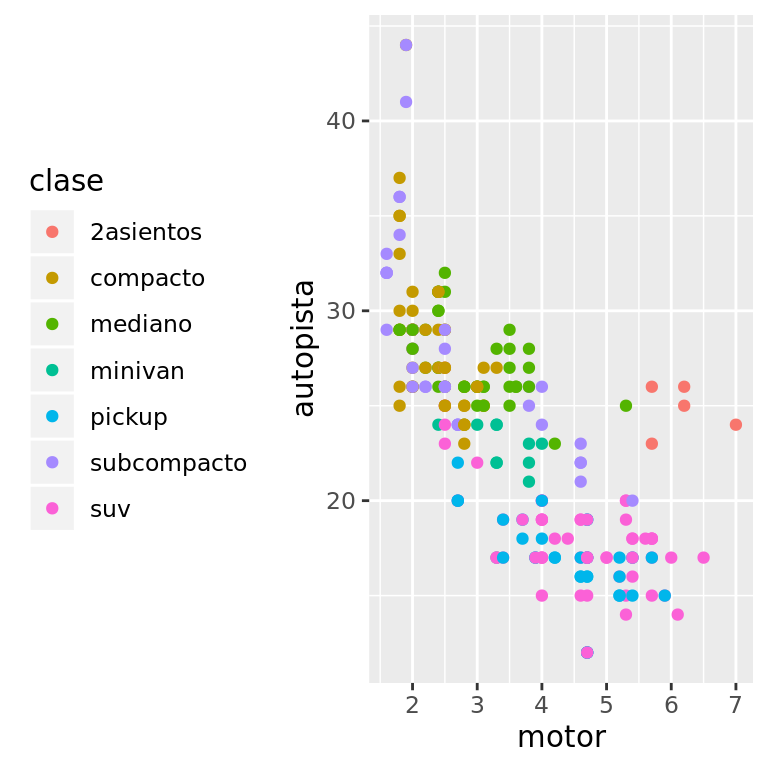 clase
2asientos
compacto
mediano
minivan
pickup
subcompacto
suv
autopista
40
30
20
2 3 4 5 6 7
motor